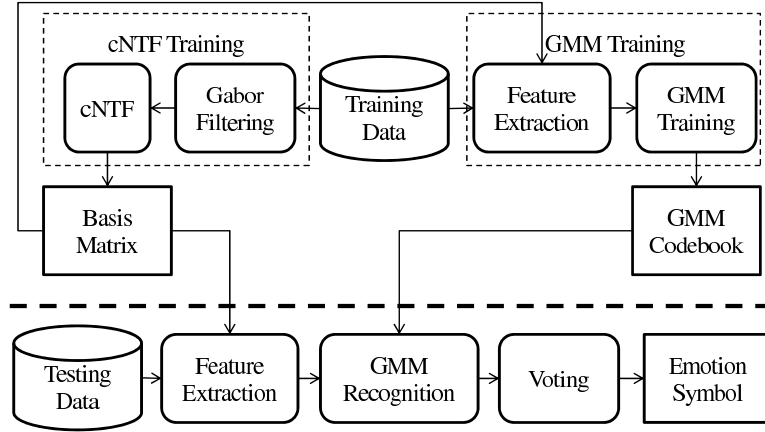 cNTF Training
GMM Training
cNTF
Gabor
Filtering
Training
Data
Feature
Extraction
GMM
Training
Basis
Matrix
GMM
Codebook
Testing
Data
Feature
Extraction
GMM
Recognition
Voting
Emotion
Symbol